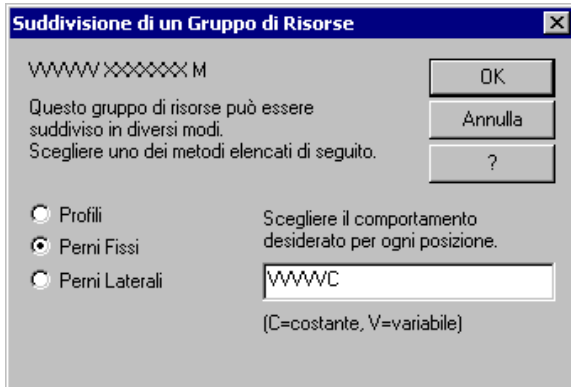 Suddivisione di un Gruppo di Risorse
VVVVV XXXXXXX M
OK
Questo gruppo di risorse può essere
suddiviso in diversi modi.
Scegliere uno dei metodi elencati di seguito.
Annulla
?
Profili
Perni Fissi
Perni Laterali
Scegliere il comportamento
desiderato per ogni posizione.
VVVVVC
(C=costante, V=variabile)